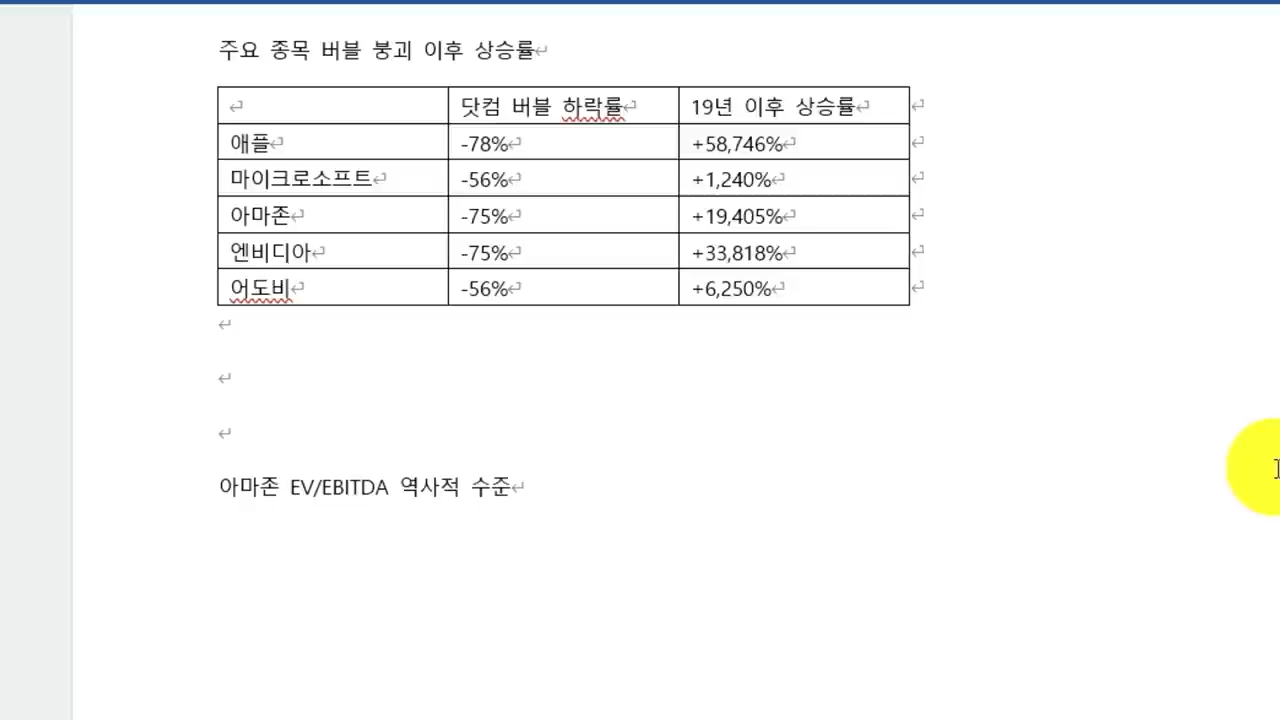 주요 종목 버블 붕괴 이후 상승률
닷컴 버블 하락률 19년 이후 상승률
애플 -78% +58,746%
마이크로소프트 -56% +1,240%
아마존 -75% +19,405%
엔비디아 -75% +33,818%
어도비 -56% +6,250%
아마존 EV/EBITDA 역사적 수준